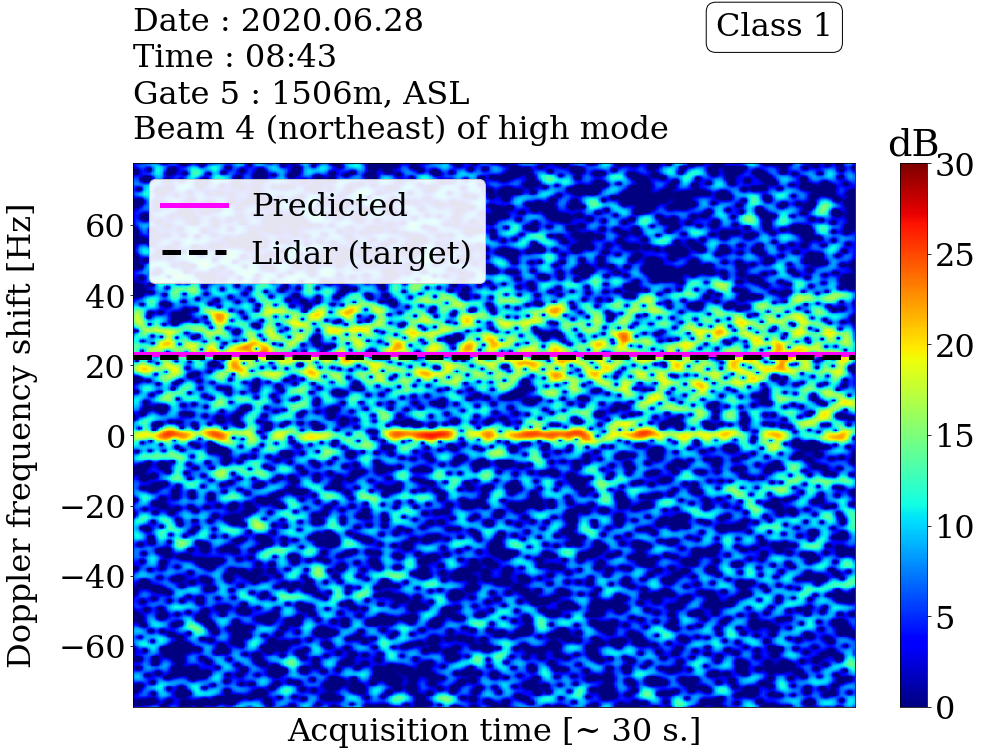 Date : 2020.06.28
Time : 08:43
Gate 5 : 1506m, ASL
Beam 4 (northeast) of high mode
Class 1
dB
Predicted
Lidar (target)
Doppler frequency shift [Hz]
60
40
20
0
−20
−40
−60
30
25
20
15
10
5
0
Acquisition time [~ 30 s.]